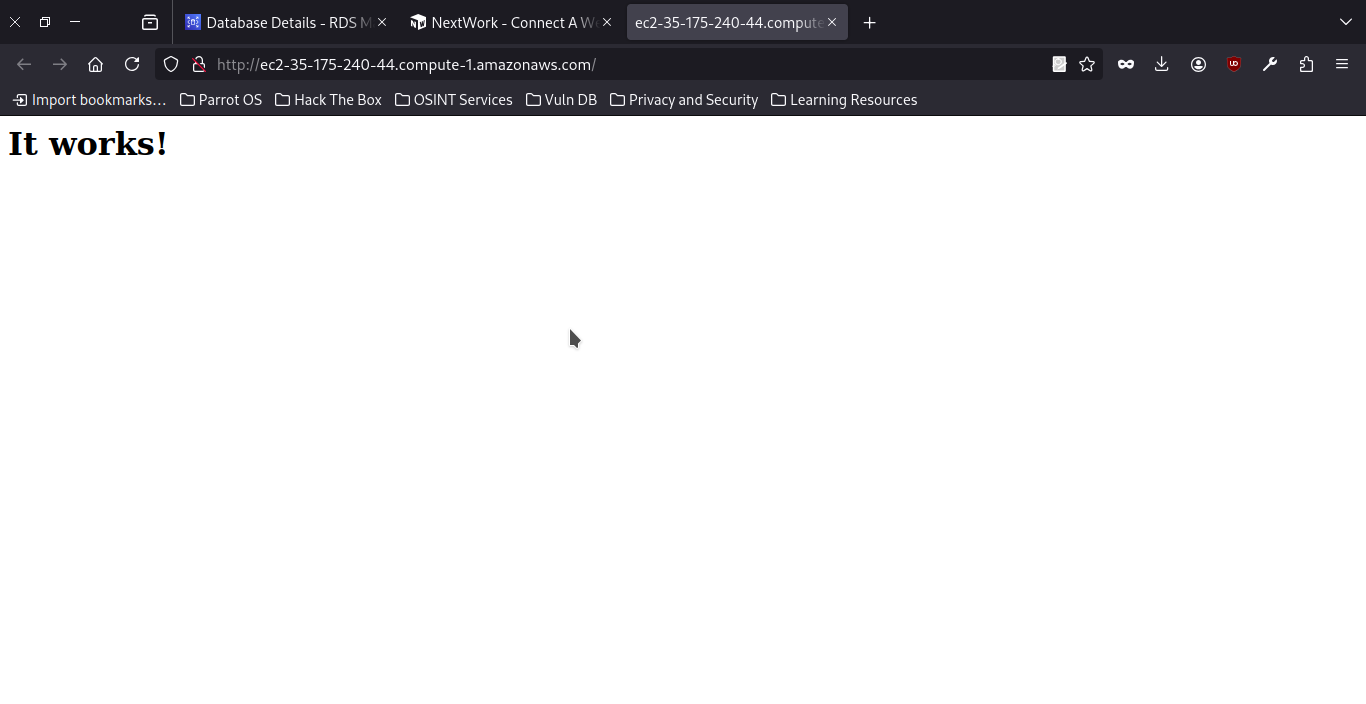 Database Details - RDS M
NextWork - Connect A We
ec2-35-175-240-44.compute
http://ec2-35-175-240-44.compute-1.amazonaws.com/
Import bookmarks... Parrot OS Hack The Box OSINT Services Vuln DB Privacy and Security Learning Resources
It works!